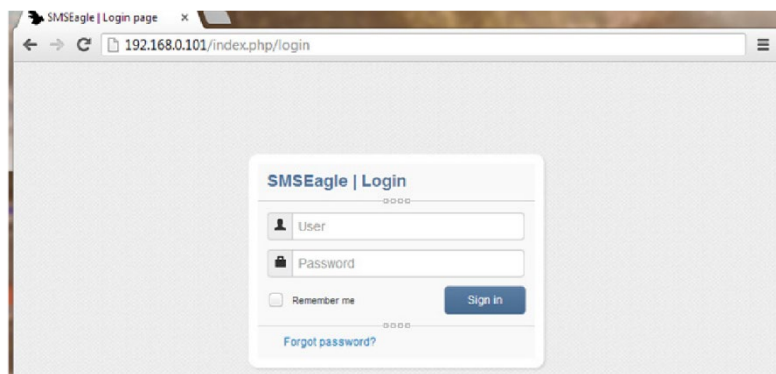 SMSEagle | Login page
192.168.0.101/index.php/login
SMSEagle | Login
User
Password
Remember me
Sign in
Forgot password?